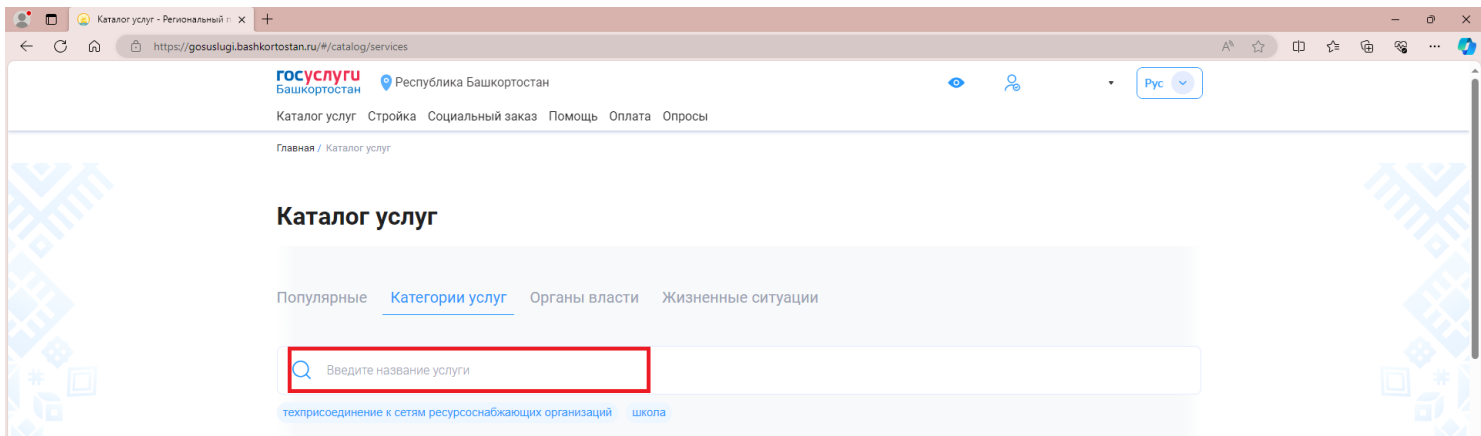 Каталог услуг - Региональный п
https://gosuslugi.bashkortostan.ru/#/catalog/services
госуслуги
Башкортостан
Республика Башкортостан
Рус
Каталог услуг Стройка Социальный заказ Помощь Оплата Опросы
Главная / Каталог услуг
Каталог услуг
Популярные Категории услуг Органы власти Жизненные ситуации
Введите название услуги
техприсоединение к сетям ресурсоснабжающих организаций школа